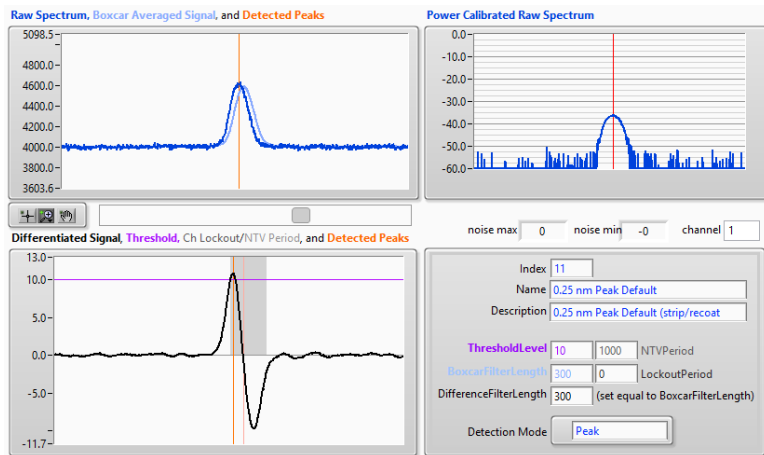 Raw Spectrum, Boxcar Averaged Signal, and Detected Peaks
5098.5
4800.0
4600.0
4400.0
4200.0
4000.0
3800.0
3603.6
Power Calibrated Raw Spectrum
0.0
-10.0
-20.0
-30.0
-40.0
-50.0
-60.0
noise max 0 noise min -0 channel 1
Differentiated Signal, Threshold, Ch Lockout/NTV Period, and Detected Peaks
13.0
10.0
5.0
0.0
-5.0
-11.7
Index 11
Name 0.25 nm Peak Default
Description 0.25 nm Peak Default (strip/recoat
ThresholdLevel 10 1000 NTVPeriod
BoxcarFilterLength 300 0 LockoutPeriod
DifferenceFilterLength 300 (set equal to BoxcarFilterLength)
Detection Mode Peak